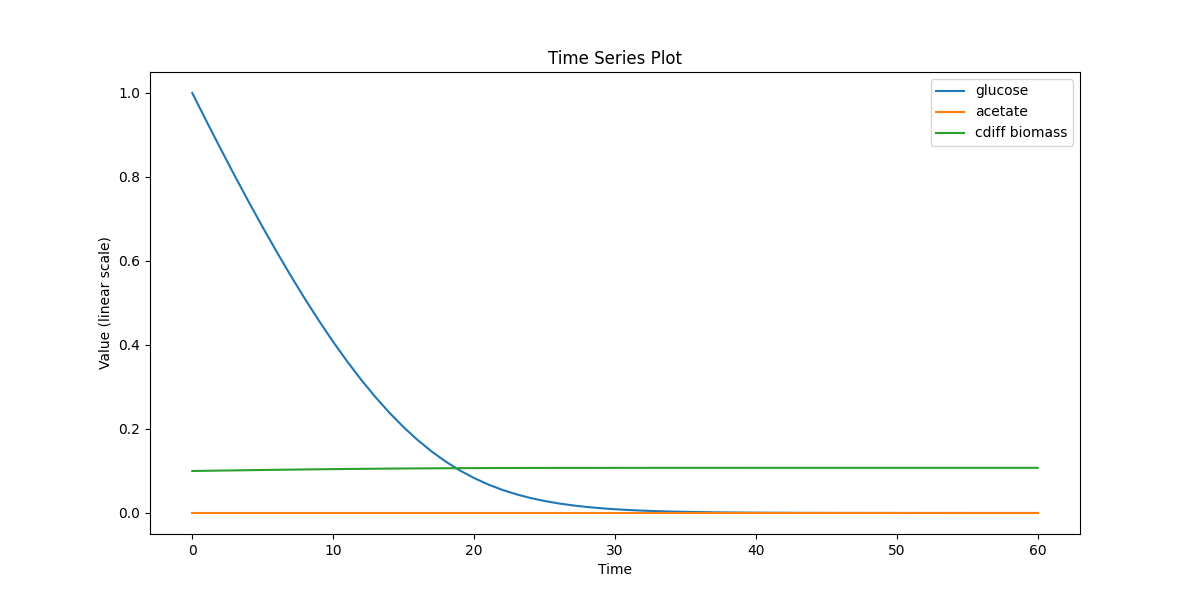 Time Series Plot
glucose
acetate
cdiff biomass
Value (linear scale)
1.0
0.8
0.6
0.4
0.2
0.0
0 10 20 30 40 50 60
Time